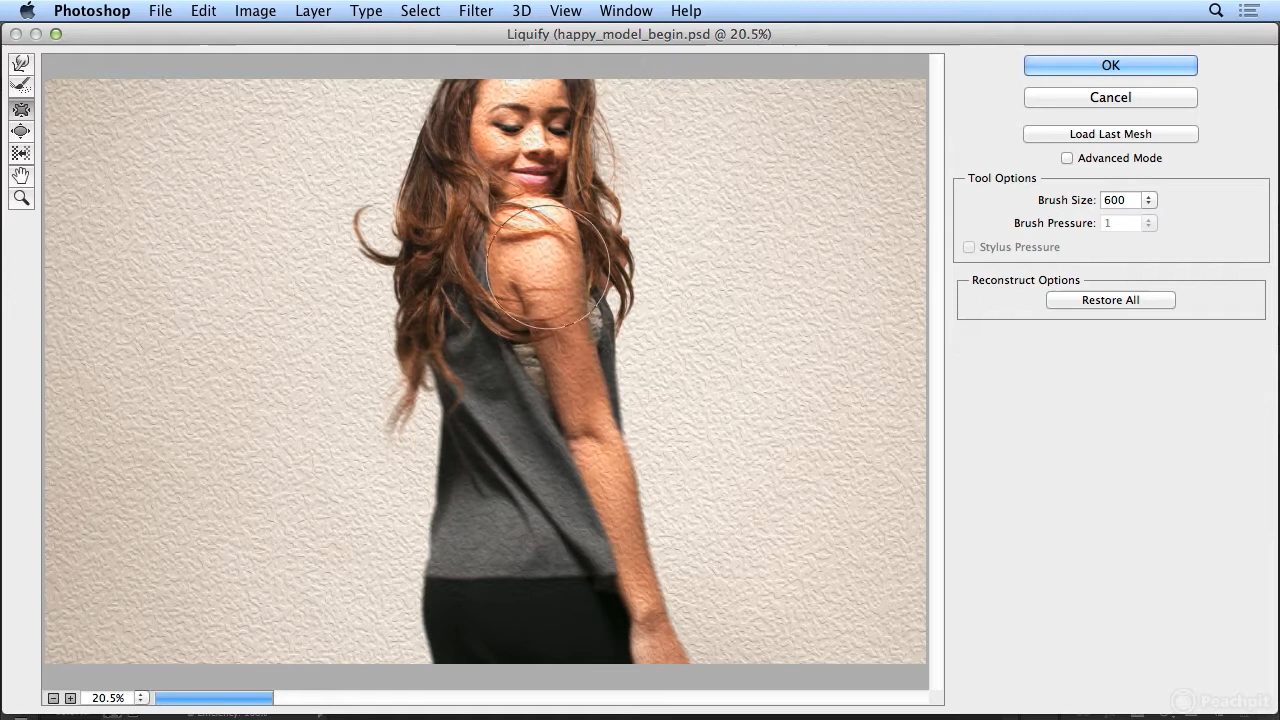 Photoshop File Edit Image Layer Type Select Filter 3D View Window Help
Liquify (happy_model_begin.psd @ 20.5%)
OK
Cancel
Load Last Mesh
Advanced Mode
Tool Options
Brush Size: 600
Brush Pressure: 1
Stylus Pressure
Reconstruct Options
Restore All
20.5%
Peachpit